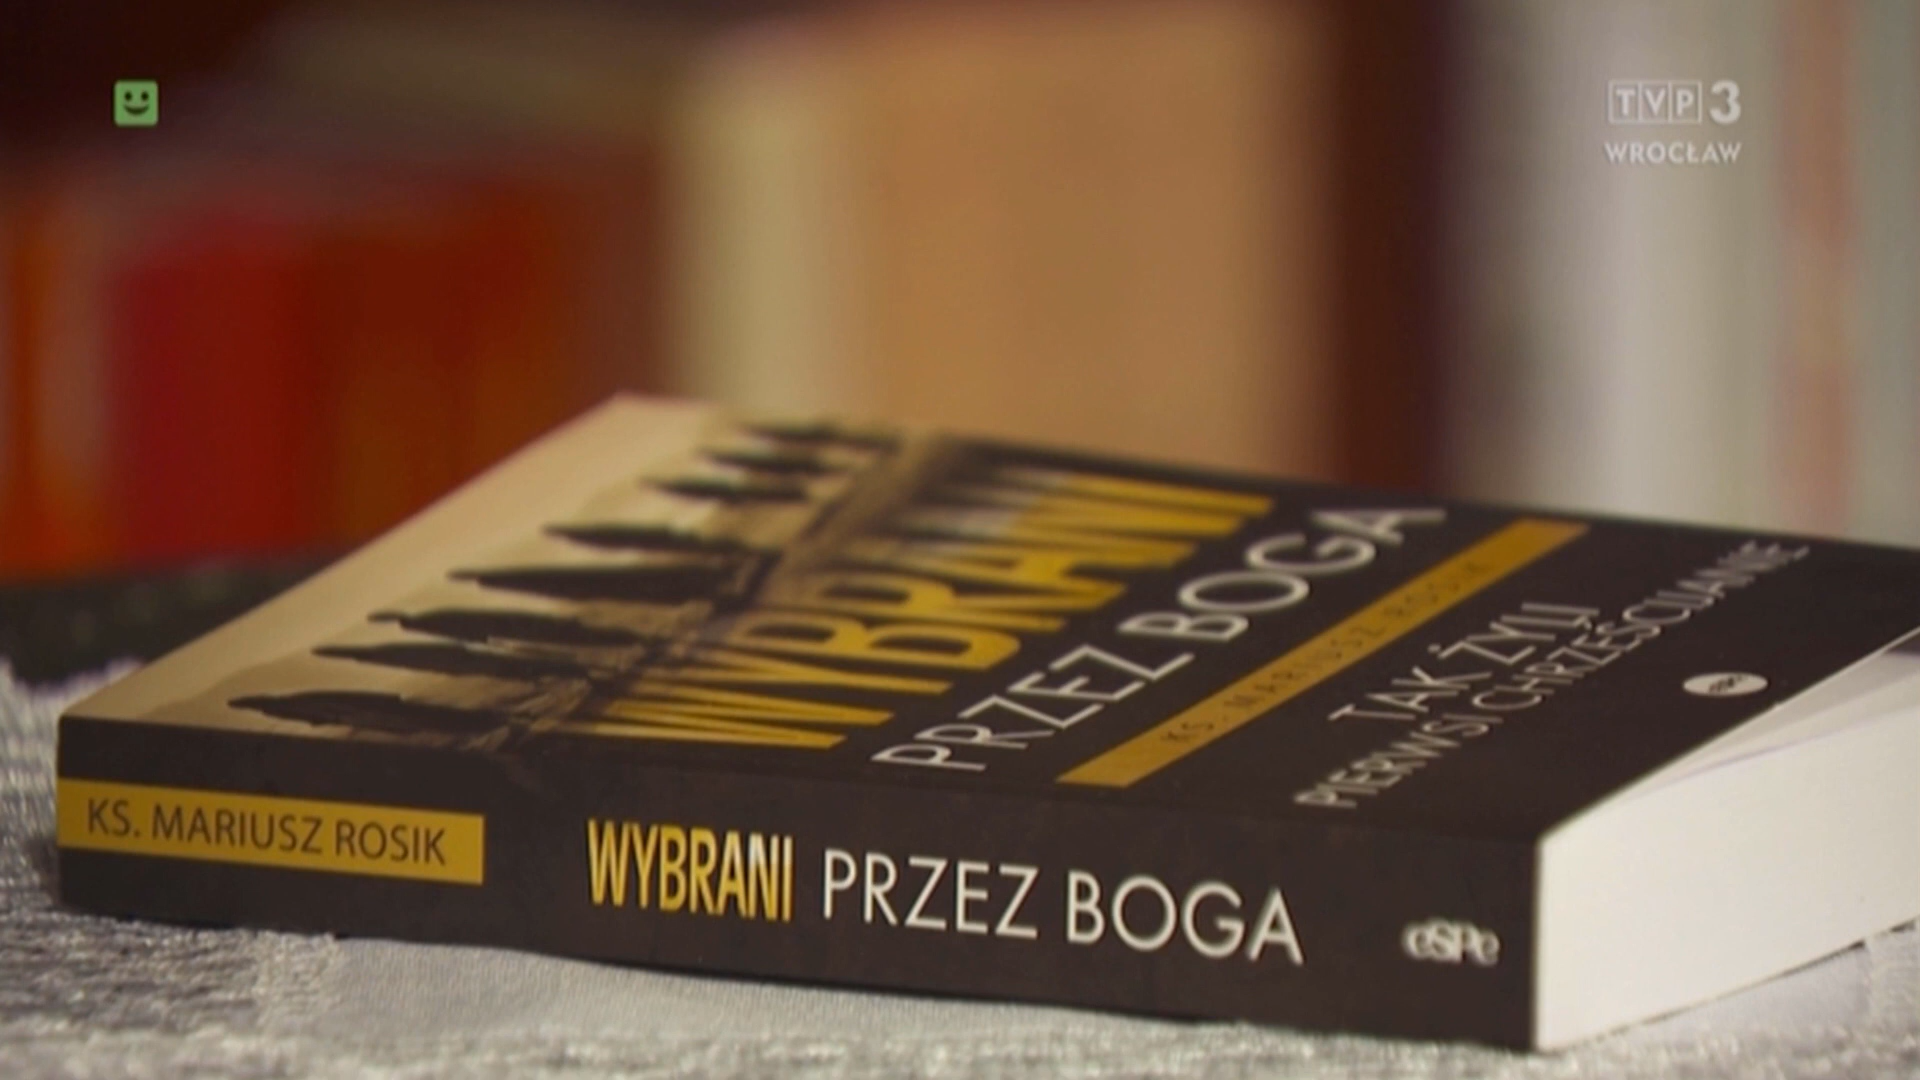 TVP3
WROCŁAW
WYBRANI
PRZEZ BOGA
KS. MARIUSZ ROSIK
TAK ŻYLI
PIERWSI CHRZEŚCIJANIE
KS. MARIUSZ ROSIK
WYBRANI PRZEZ BOGA
eSPe